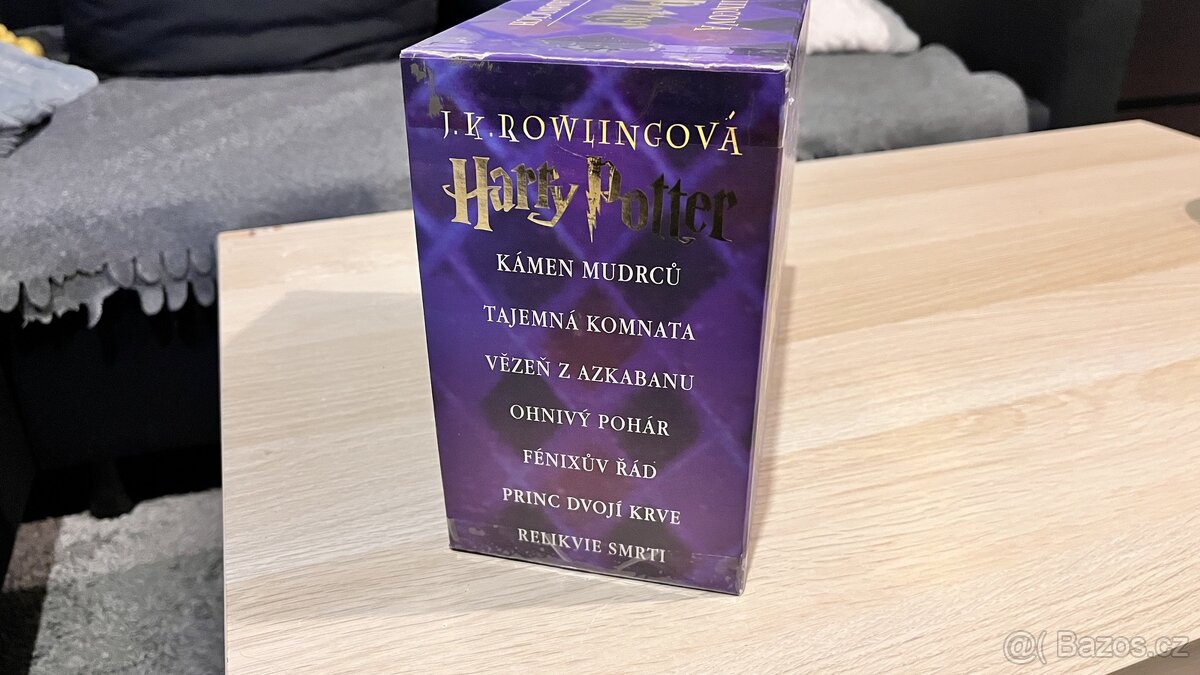 J.K.ROWLINGOVÁ
Harry Potter
KÁMEN MUDRCŮ
TAJEMNÁ KOMNATA
VĚZEŇ Z AZKABANU
OHNIVÝ POHÁR
FÉNIXŮV ŘÁD
PRINC DVOJÍ KRVE
RELIKVIE SMRTI
@( Bazos.cz